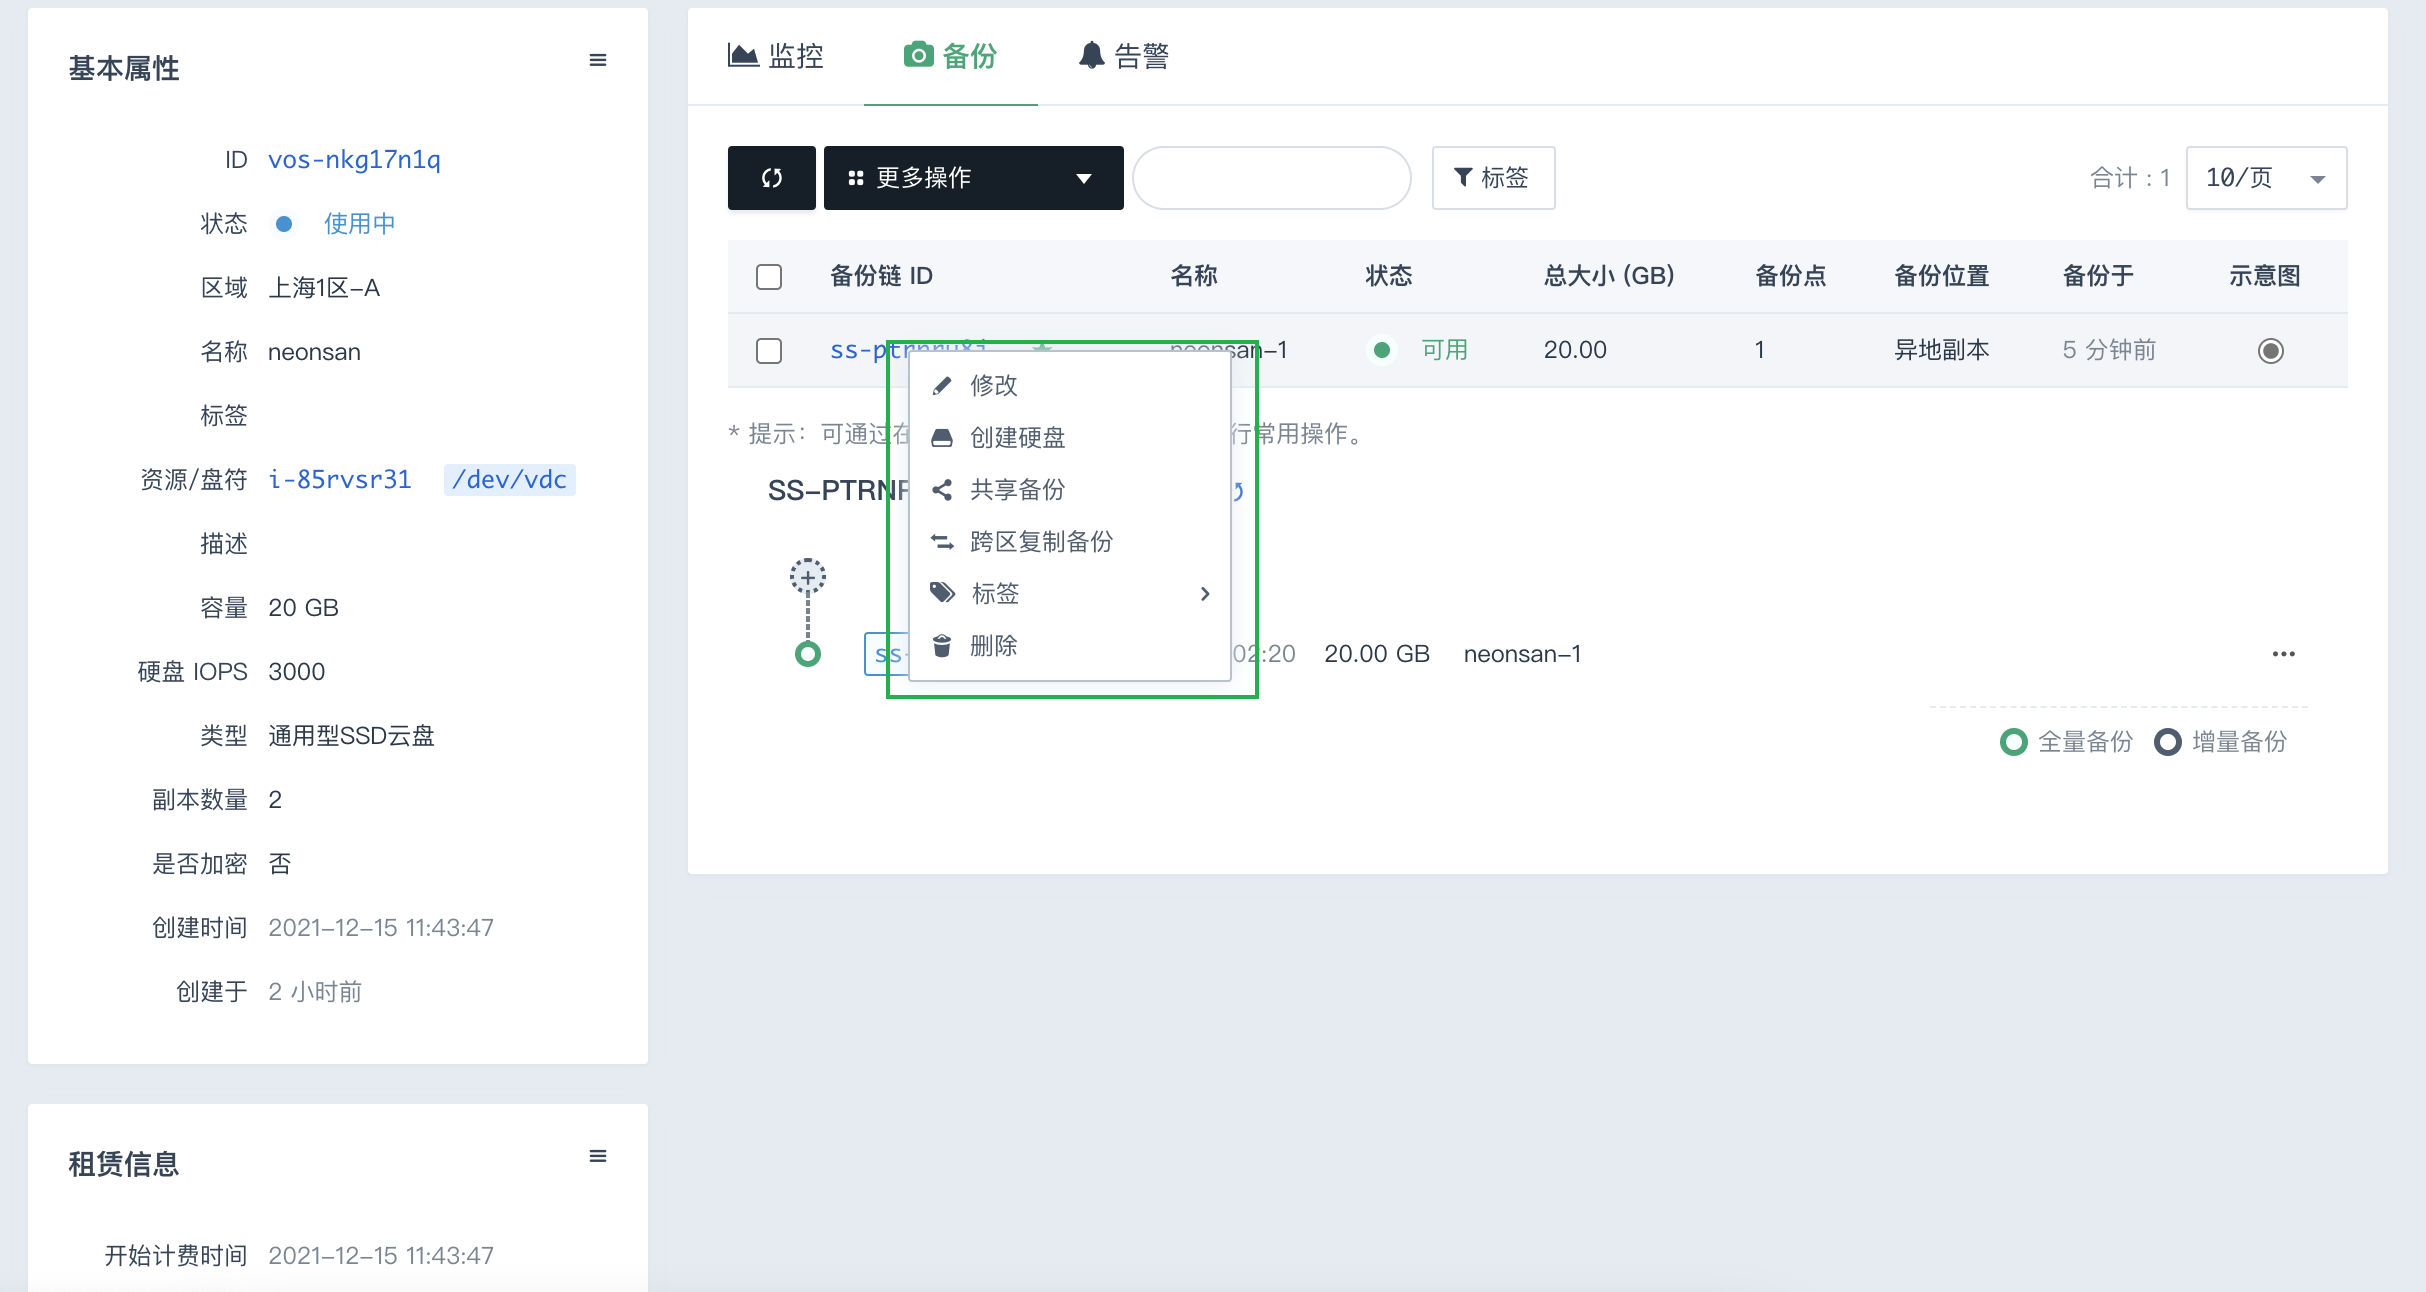 基本属性
ID vos-nkg17n1q
状态 使用中
区域 上海1区-A
名称 neonsan
标签
资源/盘符 i-85rvsr31 /dev/vdc
描述
容量 20 GB
硬盘 IOPS 3000
类型 通用型SSD云盘
副本数量 2
是否加密 否
创建时间 2021-12-15 11:43:47
创建于 2 小时前
租赁信息
开始计费时间 2021-12-15 11:43:47
监控 备份 告警
更多操作 标签 合计 : 1 10/页
备份链 ID 名称 状态 总大小 (GB) 备份点 备份位置 备份于 示意图
neonsan-1 可用 20.00 1 异地副本 5 分钟前
* 提示：可通过在 行常用操作。
SS-PTRN
ss- 02:20 20.00 GB neonsan-1
修改
创建硬盘
共享备份
跨区复制备份
标签
删除
全量备份 增量备份